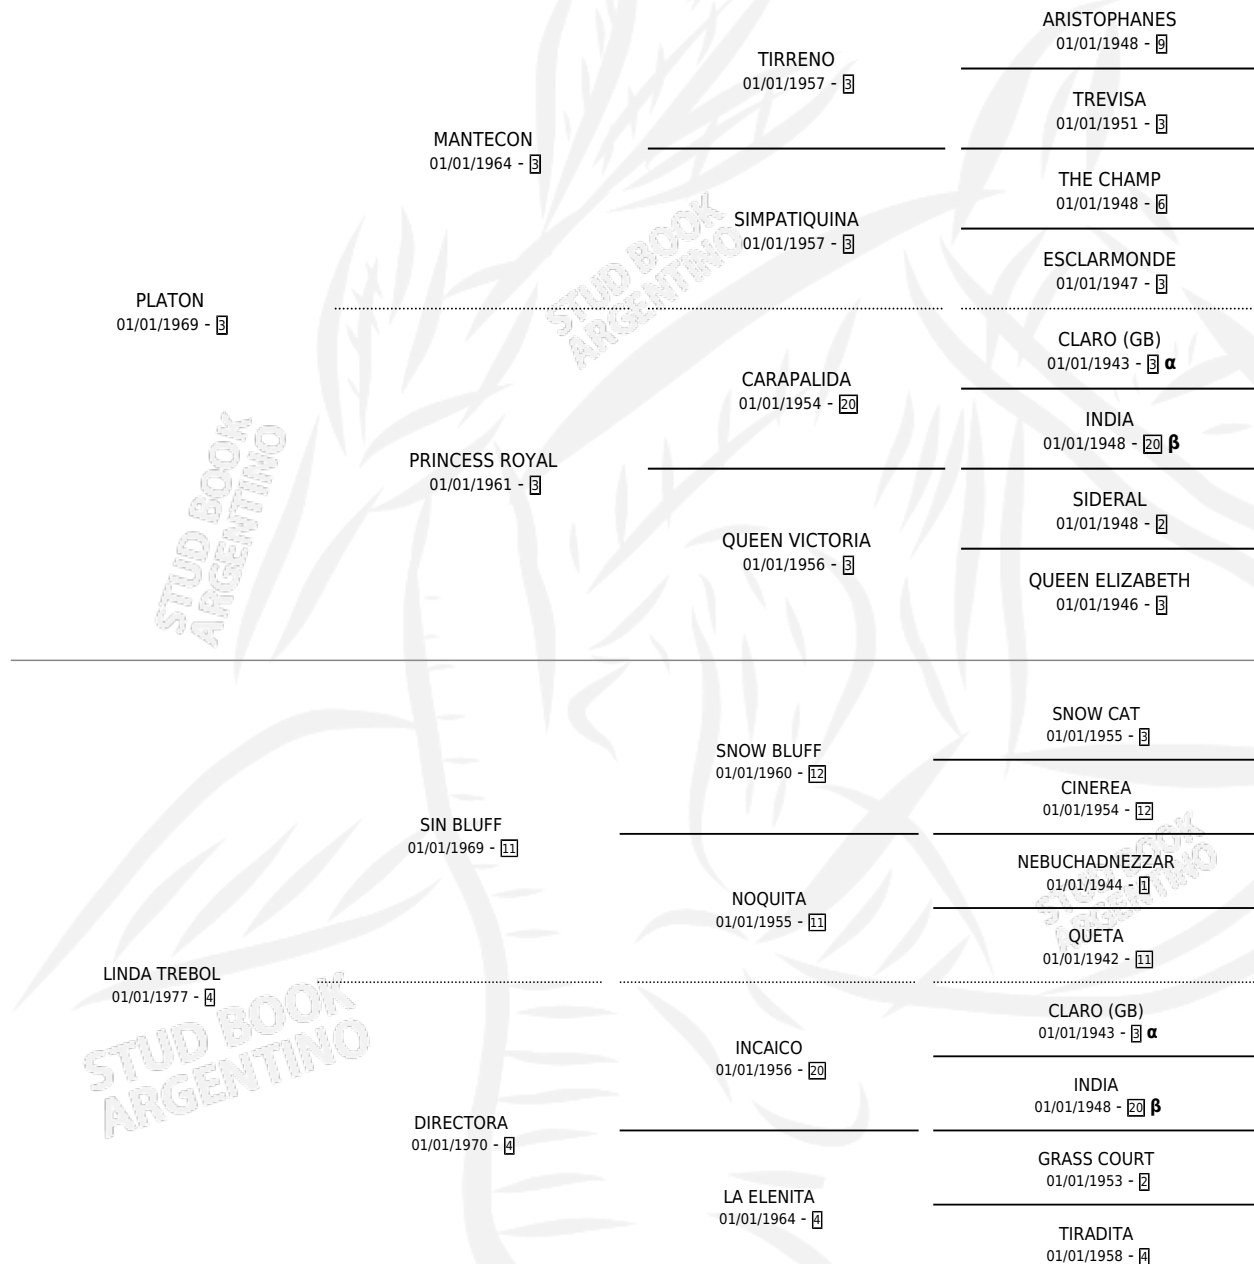 ARISTOPHANES
01/01/1948 - 9
TIRRENO
01/01/1957 - 3
TREVISA
01/01/1951 - 3
MANTECON
01/01/1964 - 3
THE CHAMP
01/01/1948 - 6
SIMPATIQUINA
01/01/1957 - 3
ESCLARMONDE
01/01/1947 - 3
PLATON
01/01/1969 - 3
CLARO (GB)
01/01/1943 - 3 α
CARAPALIDA
01/01/1954 - 20
INDIA
01/01/1948 - 20 β
PRINCESS ROYAL
01/01/1961 - 3
SIDERAL
01/01/1948 - 2
QUEEN VICTORIA
01/01/1956 - 3
QUEEN ELIZABETH
01/01/1946 - 3
SNOW CAT
01/01/1955 - 3
SNOW BLUFF
01/01/1960 - 12
CINEREA
01/01/1954 - 12
SIN BLUFF
01/01/1969 - 11
NEBUCHADNEZZAR
01/01/1944 - 1
NOQUITA
01/01/1955 - 11
QUETA
01/01/1942 - 11
LINDA TREBOL
01/01/1977 - 4
CLARO (GB)
01/01/1943 - 3 α
INCAICO
01/01/1956 - 20
INDIA
01/01/1948 - 20 β
DIRECTORA
01/01/1970 - 4
GRASS COURT
01/01/1953 - 2
LA ELENITA
01/01/1964 - 4
TIRADITA
01/01/1958 - 4
STUD BOOK
ARGENTINO
STUD BOOK
ARGENTINO
STUD BOOK
ARGENTINO
STUD BOOK
ARGENTINO